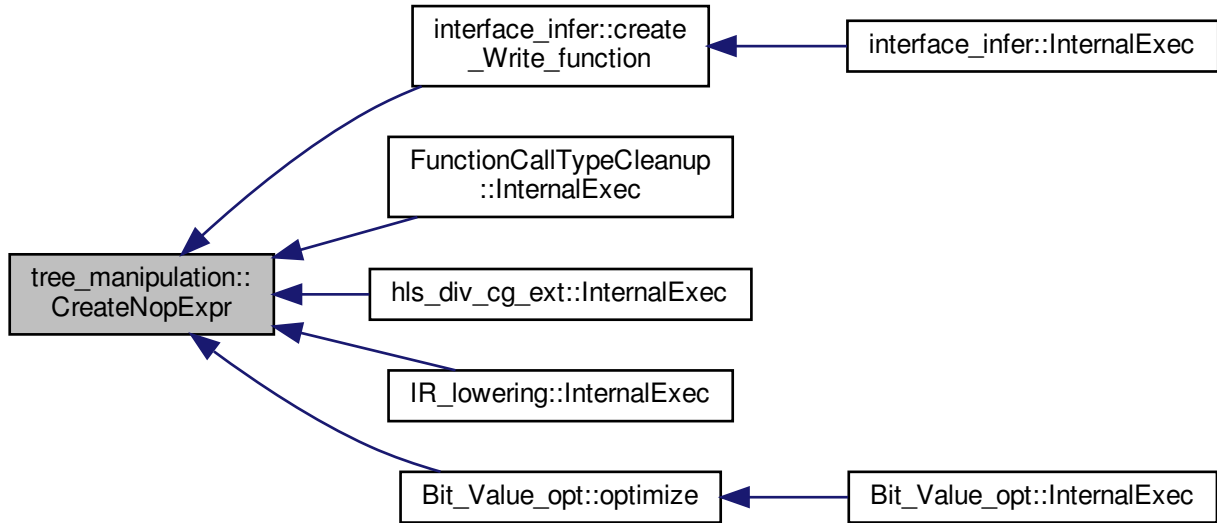 interface_infer::create
_Write_function
interface_infer::InternalExec
FunctionCallTypeCleanup
::InternalExec
tree_manipulation::
CreateNopExpr
hls_div_cg_ext::InternalExec
IR_lowering::InternalExec
Bit_Value_opt::optimize
Bit_Value_opt::InternalExec